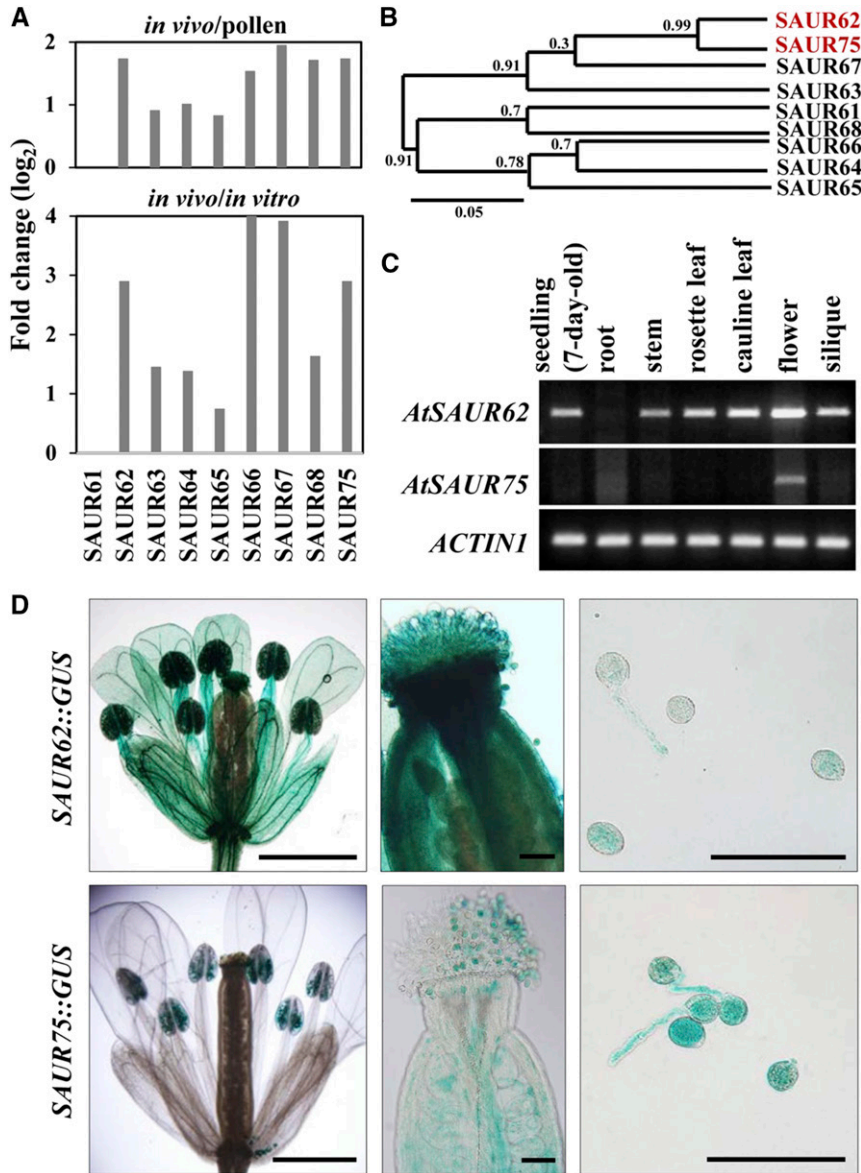 A
in vivo/pollen
2
1
0
in vivo/in vitro
4
3
2
1
0
Fold change (log2)
SAUR61
SAUR62
SAUR63
SAUR64
SAUR65
SAUR66
SAUR67
SAUR68
SAUR75
B
0.99
0.3
0.91
0.7
0.7
0.91
0.78
0.05
SAUR62
SAUR75
SAUR67
SAUR63
SAUR61
SAUR68
SAUR66
SAUR64
SAUR65
C
seedling
(7-day-old)
root
stem
rosette leaf
cauline leaf
flower
silique
AtSAUR62
AtSAUR75
ACTIN1
D
SAUR62::GUS
SAUR75::GUS